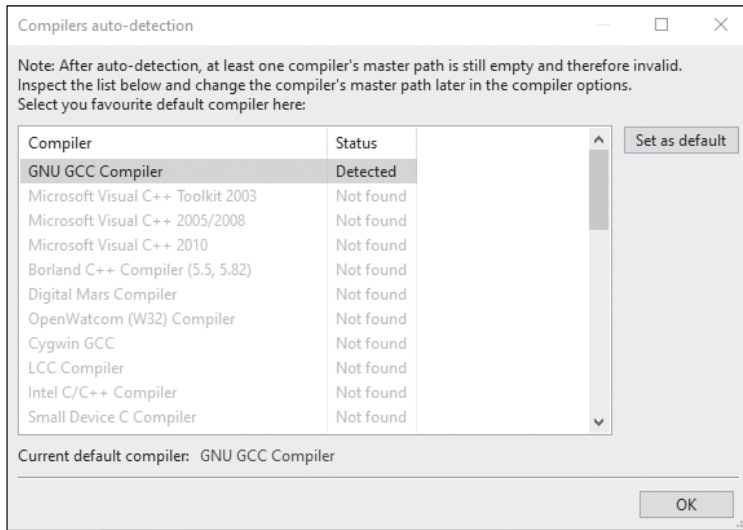 Compilers auto-detection
Note: After auto-detection, at least one compiler's master path is still empty and therefore invalid.
Inspect the list below and change the compiler's master path later in the compiler options.
Select you favourite default compiler here:
Compiler Status
Set as default
GNU GCC Compiler Detected
Microsoft Visual C++ Toolkit 2003 Not found
Microsoft Visual C++ 2005/2008 Not found
Microsoft Visual C++ 2010 Not found
Borland C++ Compiler (5.5, 5.82) Not found
Digital Mars Compiler Not found
OpenWatcom (W32) Compiler Not found
Cygwin GCC Not found
LCC Compiler Not found
Intel C/C++ Compiler Not found
Small Device C Compiler Not found
Current default compiler: GNU GCC Compiler
OK